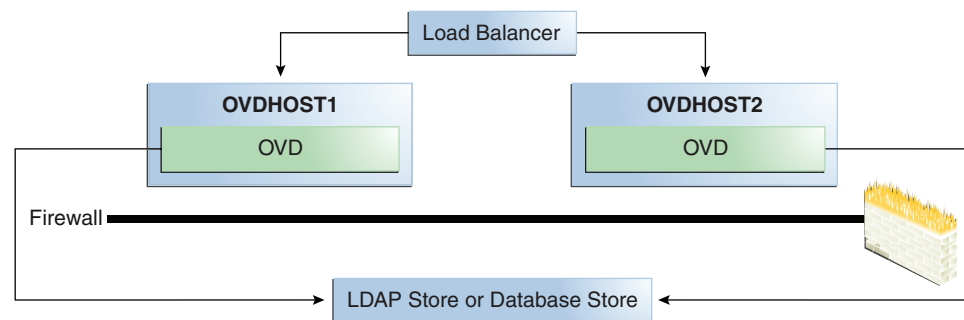 Load Balancer
OVDHOST1
OVDHOST2
OVD
OVD
Firewall
LDAP Store or Database Store